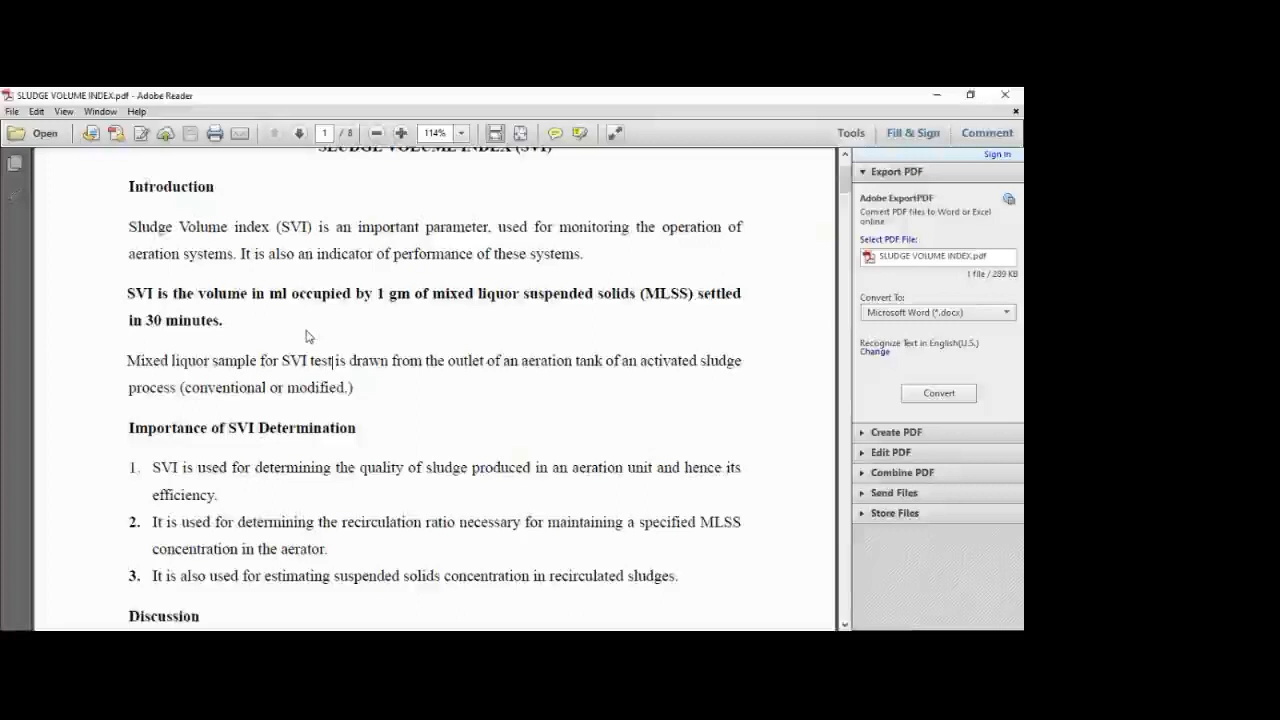 SLUDGE VOLUME INDEX.pdf - Adobe Reader
File Edit View Window Help
Open 1 / 8 114% Tools Fill & Sign Comment
SLUDGE VOLUME INDEX (SVI)
Introduction
Sludge Volume index (SVI) is an important parameter, used for monitoring the operation of
aeration systems. It is also an indicator of performance of these systems.
SVI is the volume in ml occupied by 1 gm of mixed liquor suspended solids (MLSS) settled
in 30 minutes.
Mixed liquor sample for SVI test is drawn from the outlet of an aeration tank of an activated sludge
process (conventional or modified.)
Importance of SVI Determination
1. SVI is used for determining the quality of sludge produced in an aeration unit and hence its
efficiency.
2. It is used for determining the recirculation ratio necessary for maintaining a specified MLSS
concentration in the aerator.
3. It is also used for estimating suspended solids concentration in recirculated sludges.
Discussion
Sign In
Export PDF
Adobe ExportPDF
Convert PDF files to Word or Excel
online
Select PDF File:
SLUDGE VOLUME INDEX.pdf
1 file / 289 KB
Convert To:
Microsoft Word (*.docx)
Recognize Text in English(U.S.)
Change
Convert
Create PDF
Edit PDF
Combine PDF
Send Files
Store Files